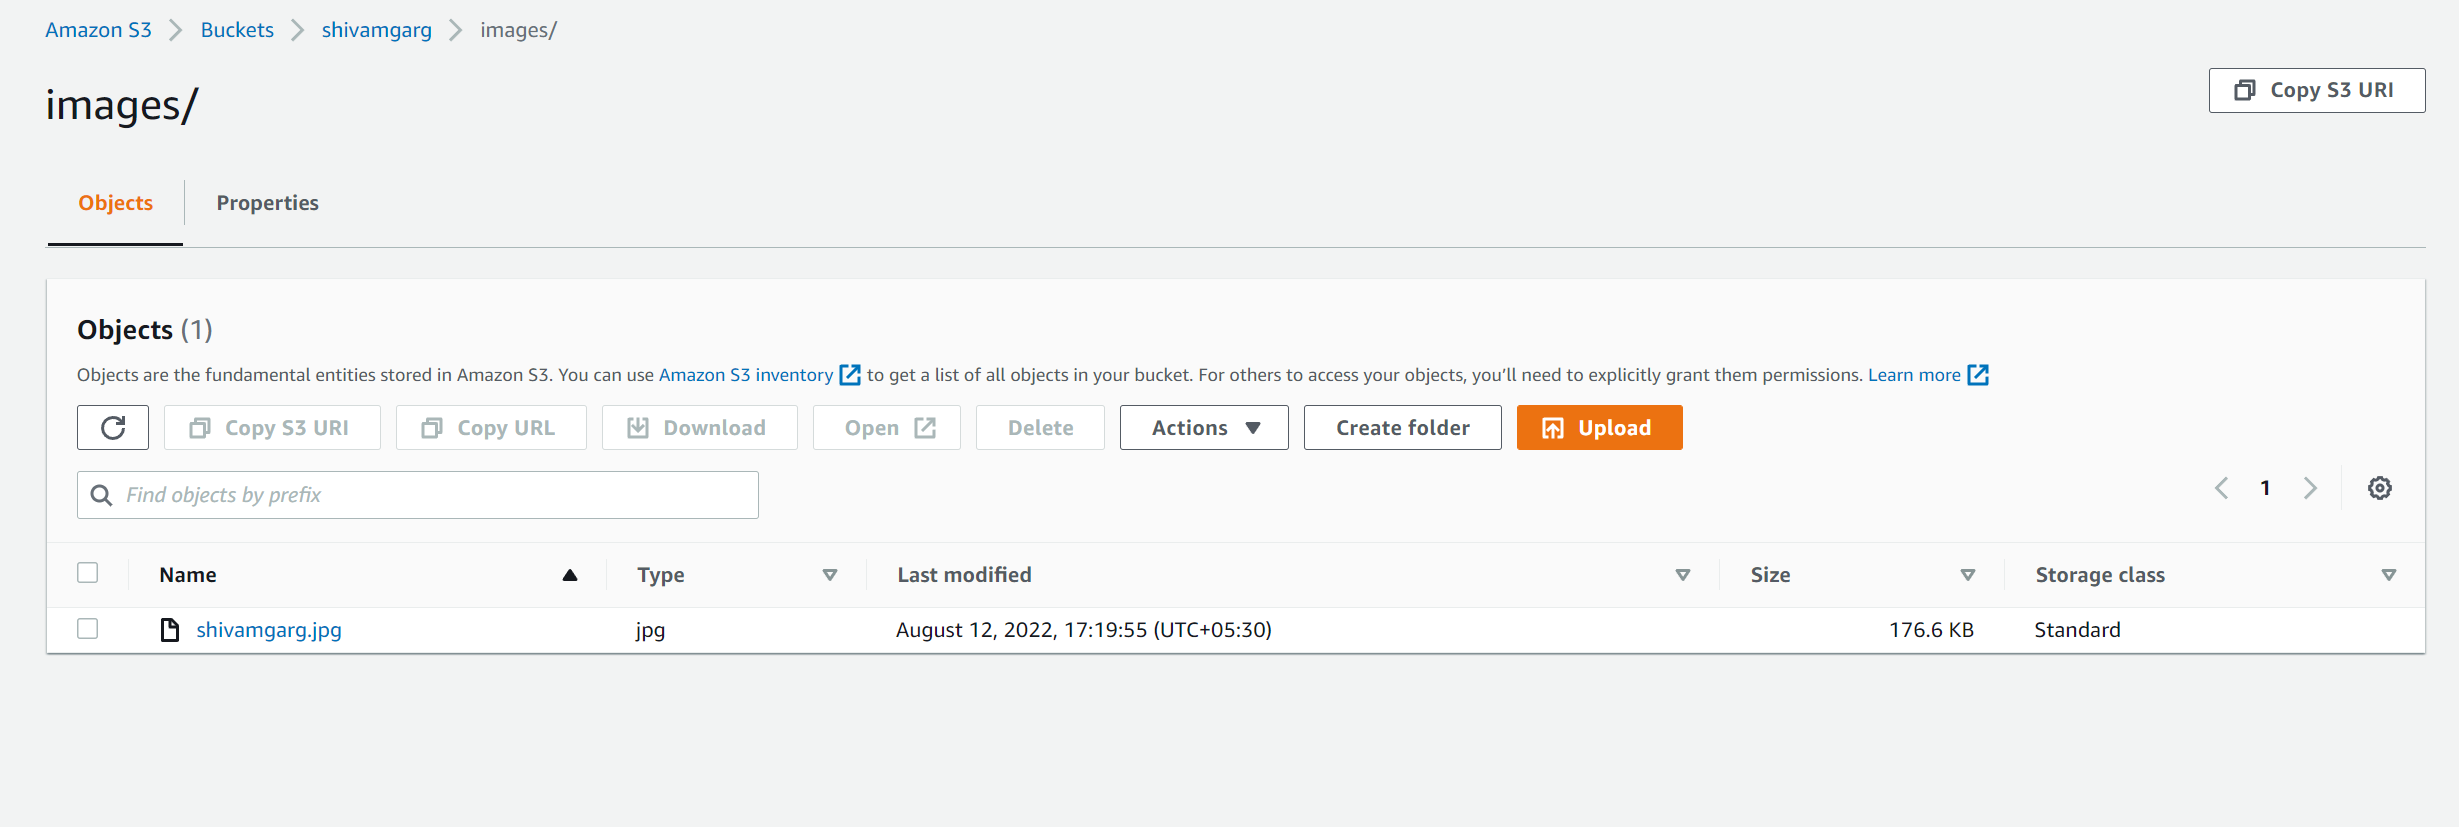 Amazon S3 Buckets shivamgarg images/
images/
Copy S3 URI
Objects Properties
Objects (1)
Objects are the fundamental entities stored in Amazon S3. You can use Amazon S3 inventory to get a list of all objects in your bucket. For others to access your objects, you’ll need to explicitly grant them permissions. Learn more
Copy S3 URI Copy URL Download Open Delete Actions Create folder Upload
Find objects by prefix
1
Name Type Last modified Size Storage class
shivamgarg.jpg jpg August 12, 2022, 17:19:55 (UTC+05:30) 176.6 KB Standard